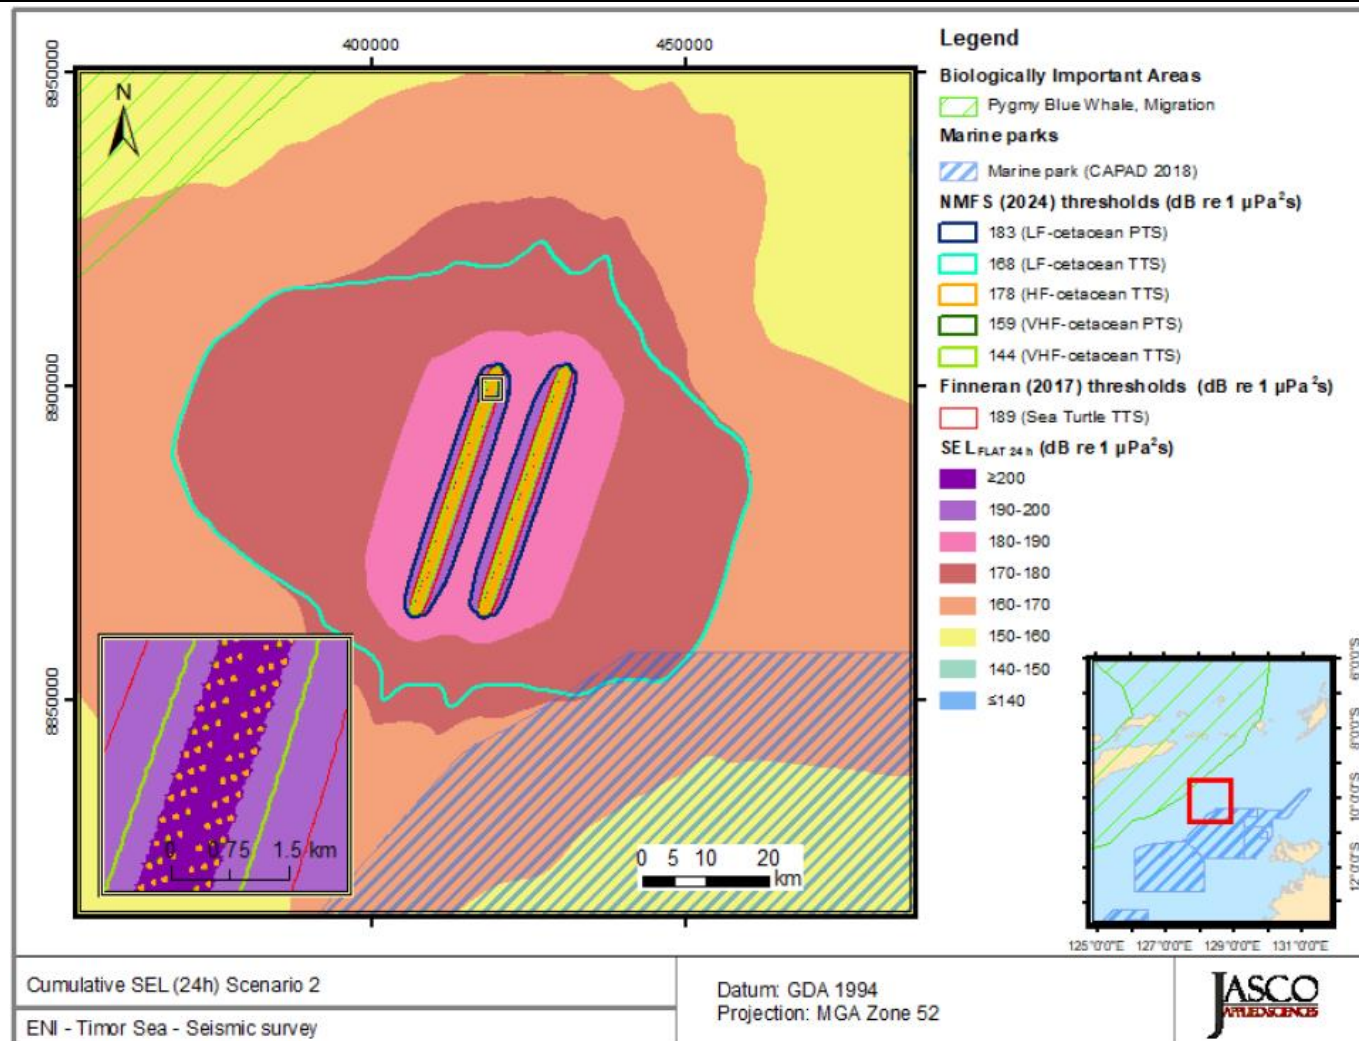 400000
450000
8950000
8900000
8850000
N
0 0.75 1.5 km
0 5 10 20
km
Legend
Biologically Important Areas
Pygmy Blue Whale, Migration
Marine parks
Marine park (CAPAD 2018)
NMFS (2024) thresholds (dB re 1 µPa²s)
183 (LF-cetacean PTS)
168 (LF-cetacean TTS)
178 (HF-cetacean TTS)
159 (VHF-cetacean PTS)
144 (VHF-cetacean TTS)
Finneran (2017) thresholds (dB re 1 µPa²s)
189 (Sea Turtle TTS)
SEL FLAT 24 h (dB re 1 µPa²s)
≥200
190-200
180-190
170-180
160-170
150-160
140-150
≤140
6°0'0"S
8°0'0"S
10°0'0"S
12°0'0"S
125°0'0"E 127°0'0"E 129°0'0"E 131°0'0"E
Cumulative SEL (24h) Scenario 2
ENI - Timor Sea - Seismic survey
Datum: GDA 1994
Projection: MGA Zone 52
JASCO
APPLIED SCIENCES